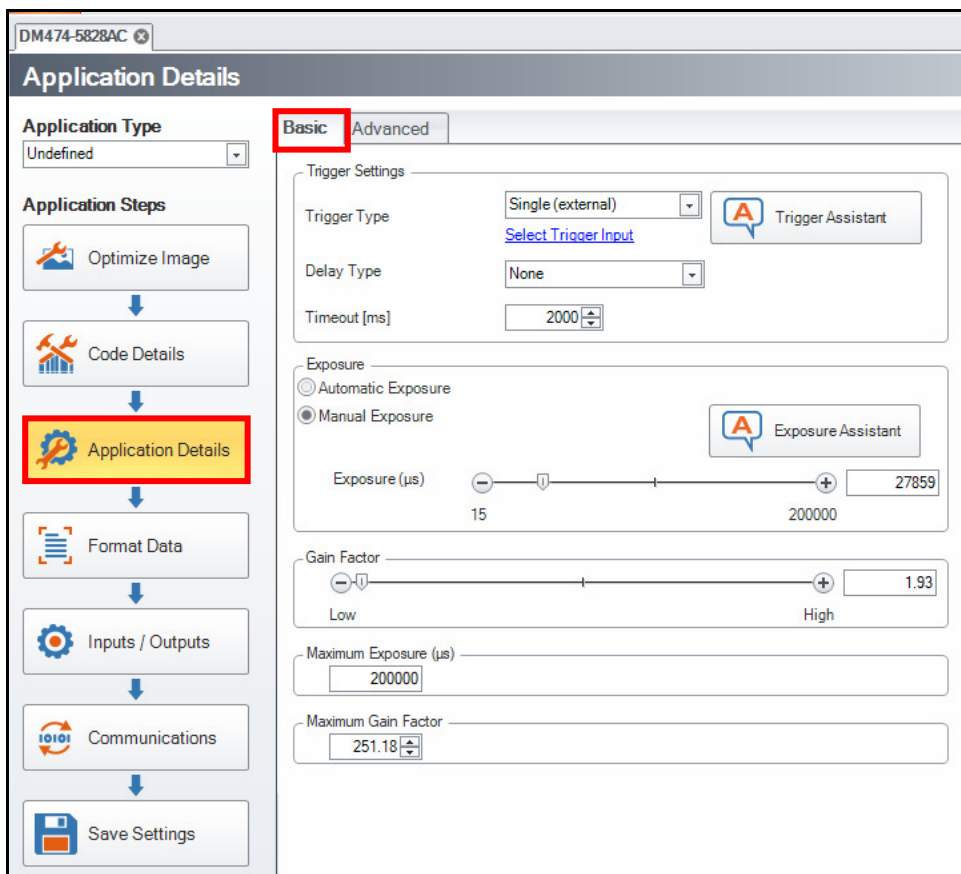 DM474-5828AC
Application Details
Application Type
Undefined
Application Steps
Optimize Image
Code Details
Application Details
Format Data
Inputs / Outputs
10101
Communications
Save Settings
Basic
Advanced
Trigger Settings
Trigger Type
Single (external)
A
Trigger Assistant
Select Trigger Input
Delay Type
None
Timeout [ms]
2000
Exposure
Automatic Exposure
Manual Exposure
A
Exposure Assistant
Exposure (µs)
27859
15
200000
Gain Factor
1.93
Low
High
Maximum Exposure (µs)
200000
Maximum Gain Factor
251.18